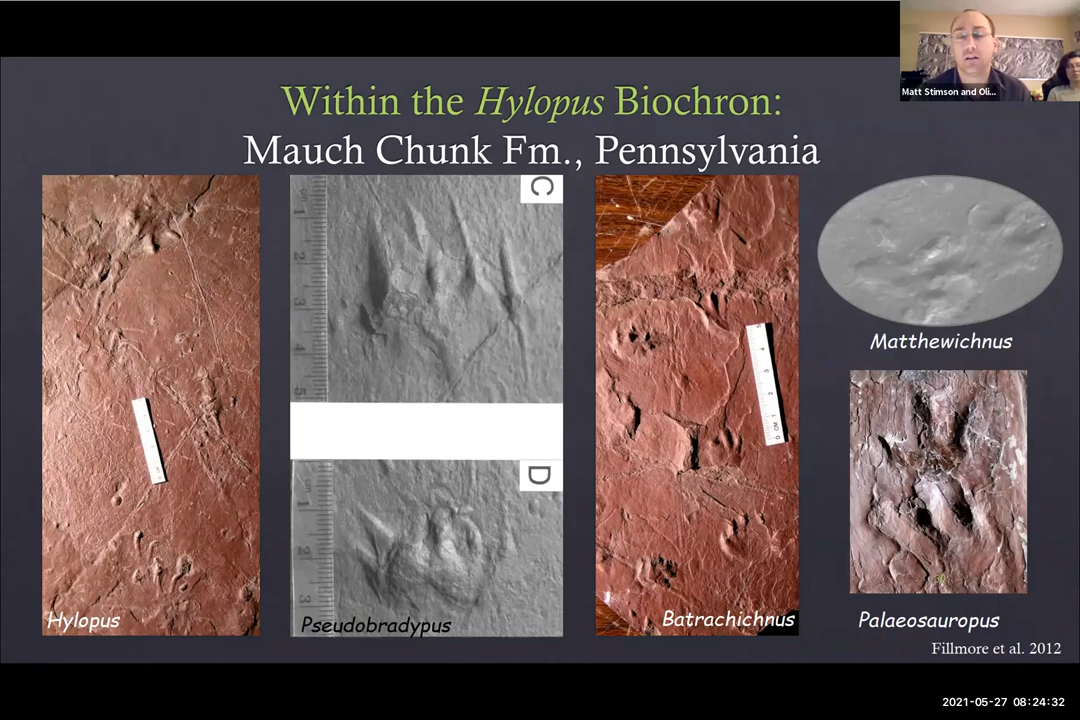 Matt Stimson and Oli...
Within the Hylopus Biochron:
Mauch Chunk Fm., Pennsylvania
C
D
Hylopus
Pseudobradypus
Batrachichnus
Matthewichnus
Palaeosauropus
Fillmore et al. 2012
2021-05-27 08:24:32